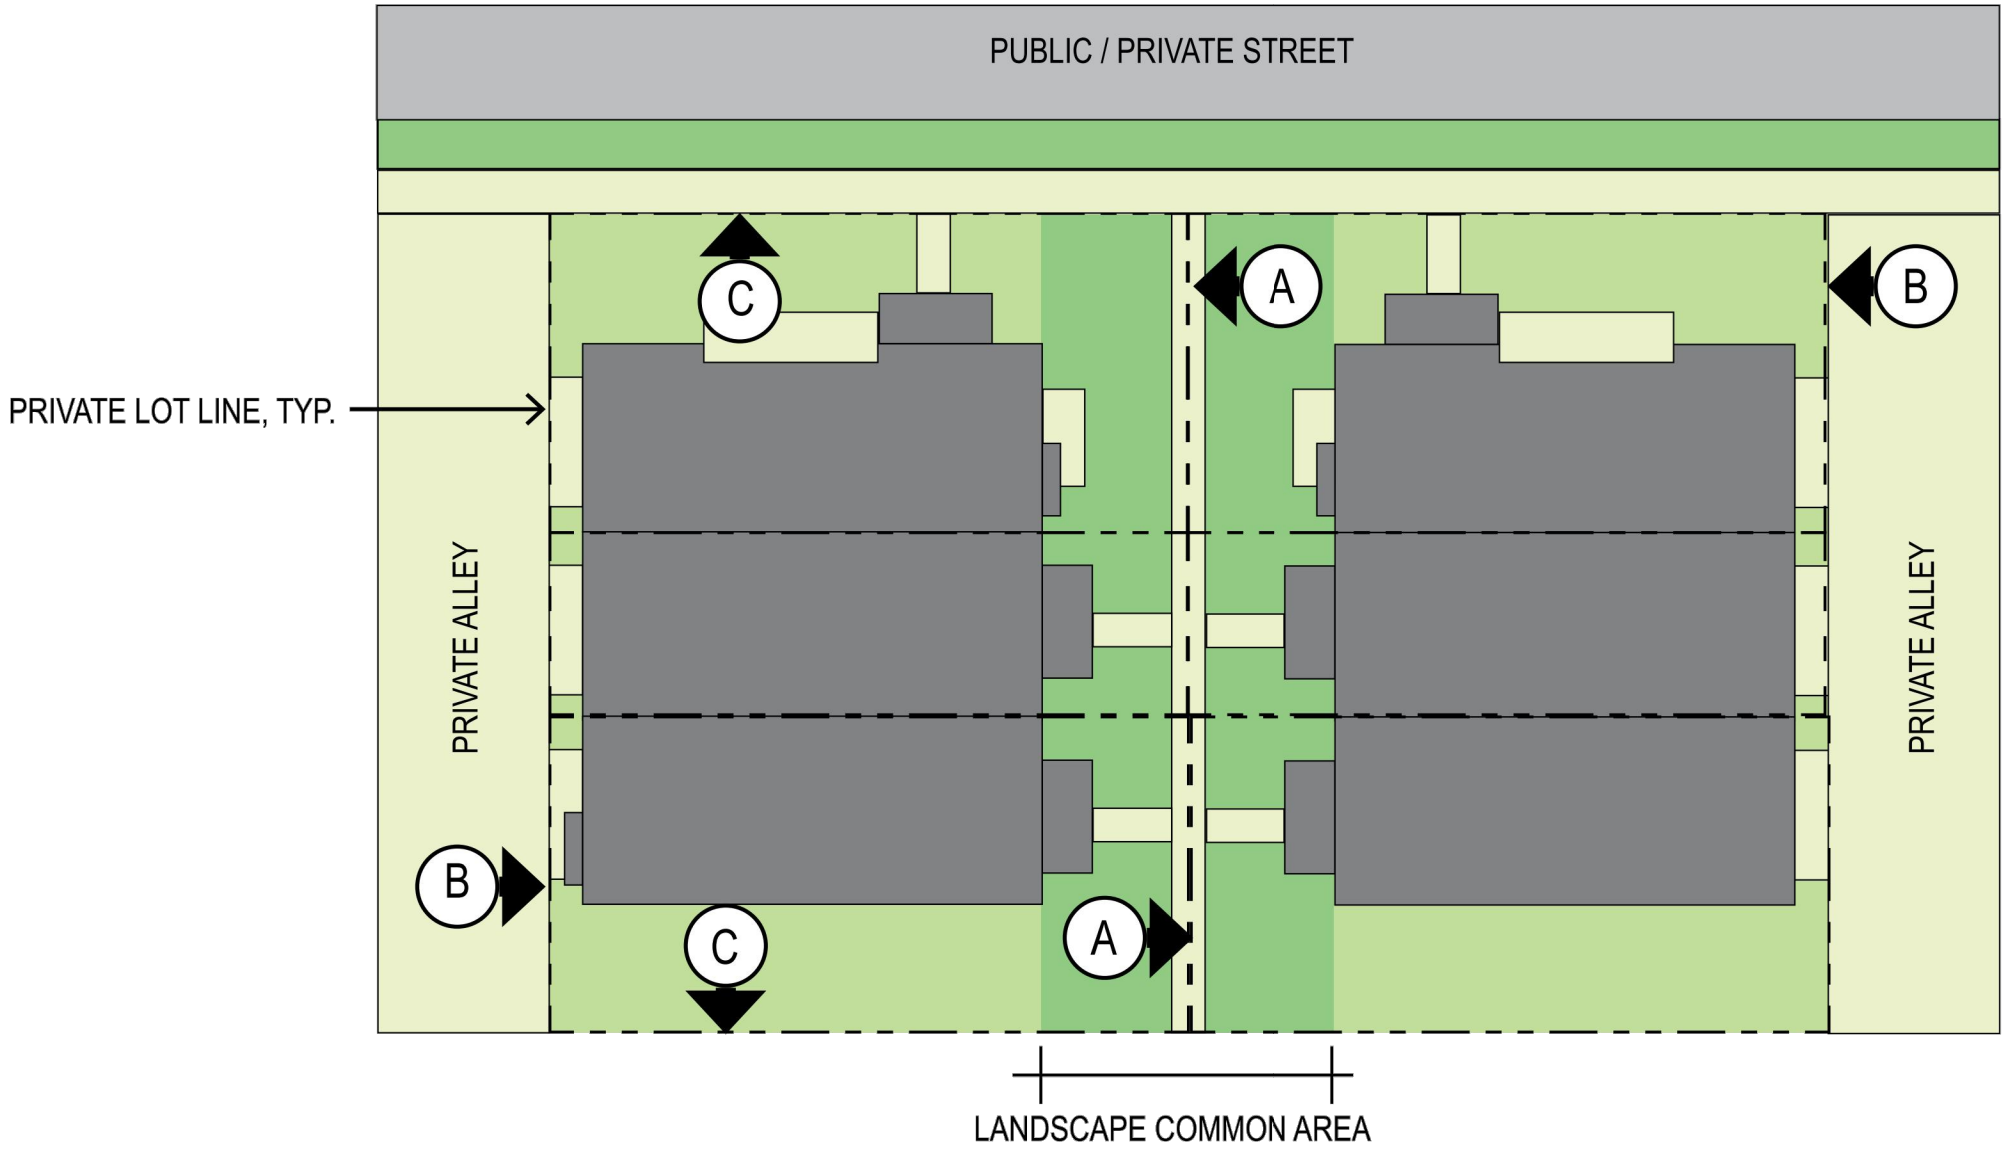 PUBLIC / PRIVATE STREET
C
A
B
PRIVATE LOT LINE, TYP.
PRIVATE ALLEY
PRIVATE ALLEY
B
C
A
LANDSCAPE COMMON AREA